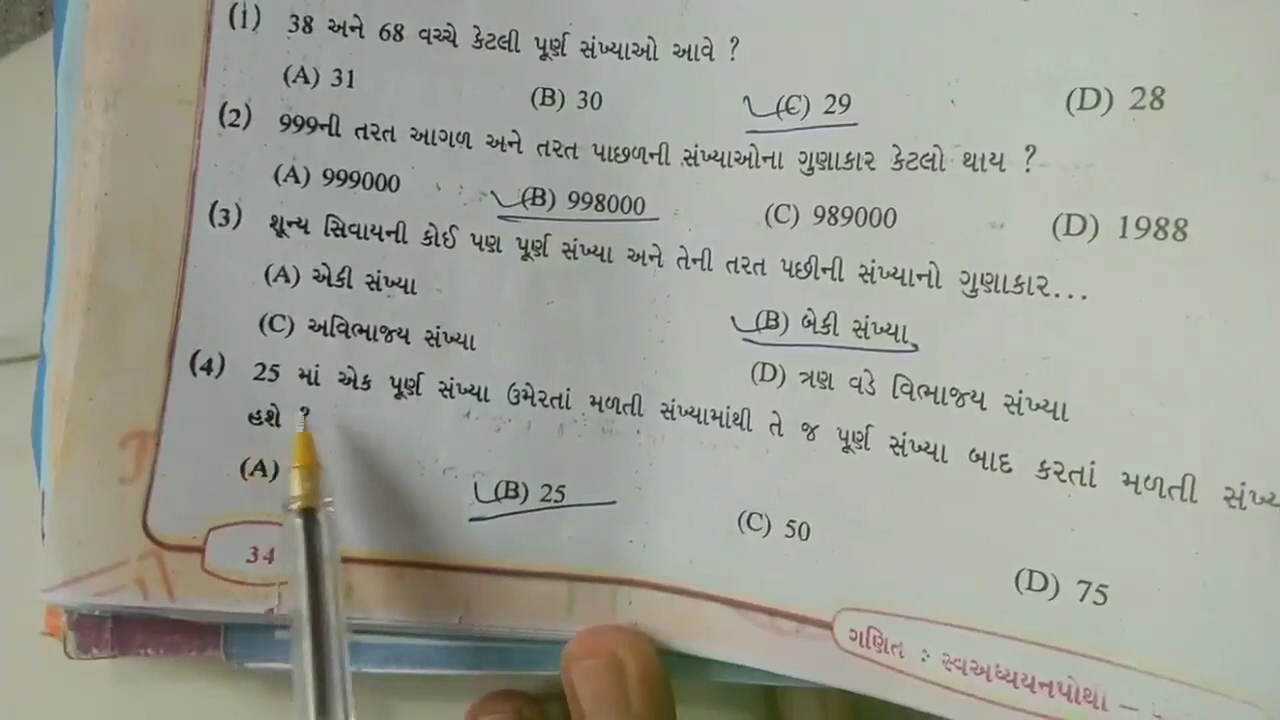 (1) 38 અને 68 વચ્ચે કેટલી પૂર્ણ સંખ્યાઓ આવે ?
(A) 31 (B) 30 (C) 29 (D) 28
(2) 999ની તરત આગળ અને તરત પાછળની સંખ્યાઓના ગુણાકાર કેટલો થાય ?
(A) 999000 (B) 998000 (C) 989000 (D) 1988
(3) શૂન્ય સિવાયની કોઈ પણ પૂર્ણ સંખ્યા અને તેની તરત પછીની સંખ્યાનો ગુણાકાર...
(A) એકી સંખ્યા (B) બેકી સંખ્યા
(C) અવિભાજ્ય સંખ્યા (D) ત્રણ વડે વિભાજ્ય સંખ્યા
(4) 25 માં એક પૂર્ણ સંખ્યા ઉમેરતાં મળતી સંખ્યામાંથી તે જ પૂર્ણ સંખ્યા બાદ કરતાં મળતી
હશે ?
(A) (B) 25 (C) 50 (D) 75
34
ગણિત : સ્વઅધ્યયનપોથી –